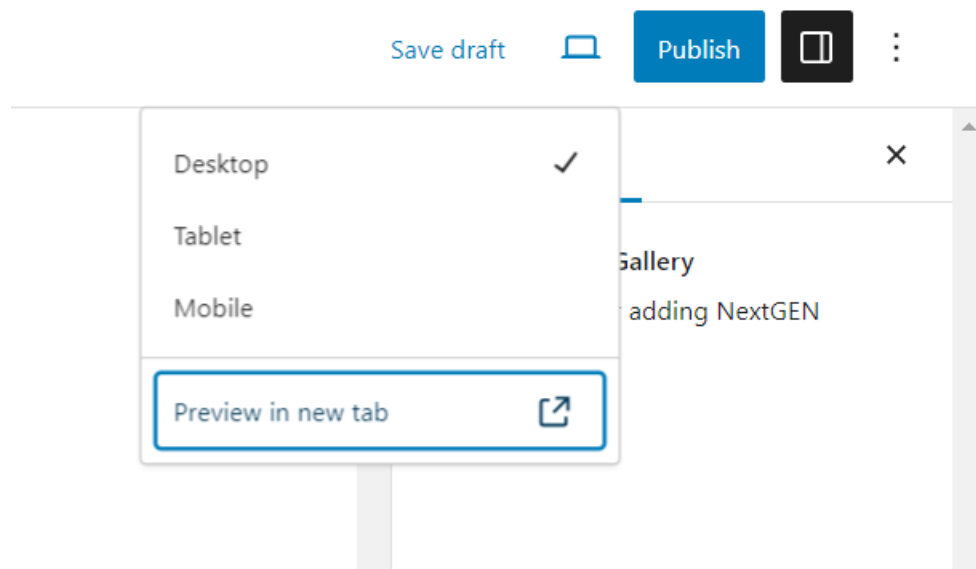 Save draft
Publish
Desktop
Tablet
Mobile
Preview in new tab
Gallery
adding NextGEN